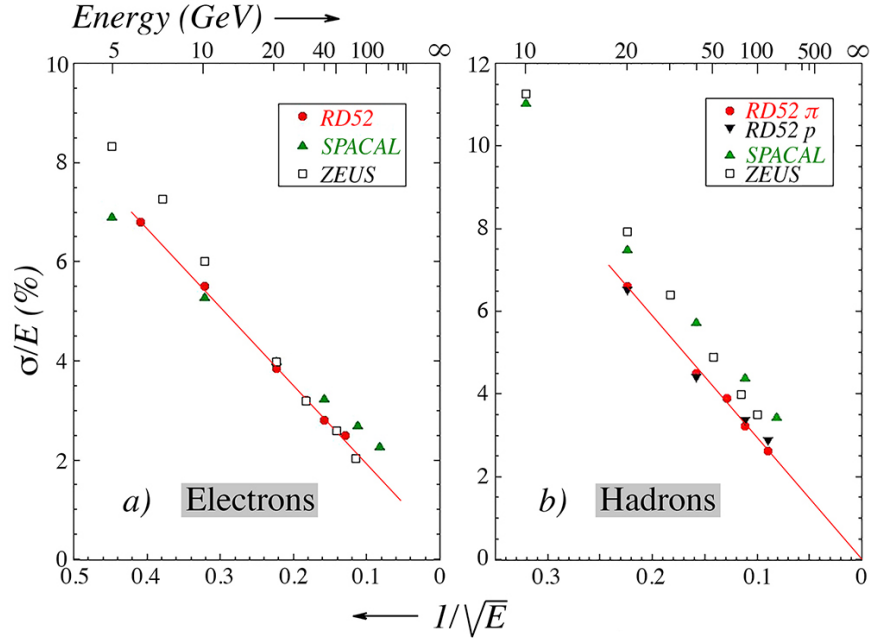 Energy (GeV) →
5 10 20 40 100 ∞
10 20 50 100 500 ∞
10
8
6
4
2
0
12
10
8
6
4
2
0
RD52
SPACAL
ZEUS
RD52 π
RD52 p
SPACAL
ZEUS
σ/E (%)
a) Electrons
b) Hadrons
0.5 0.4 0.3 0.2 0.1 0
0.3 0.2 0.1 0
← 1/√E